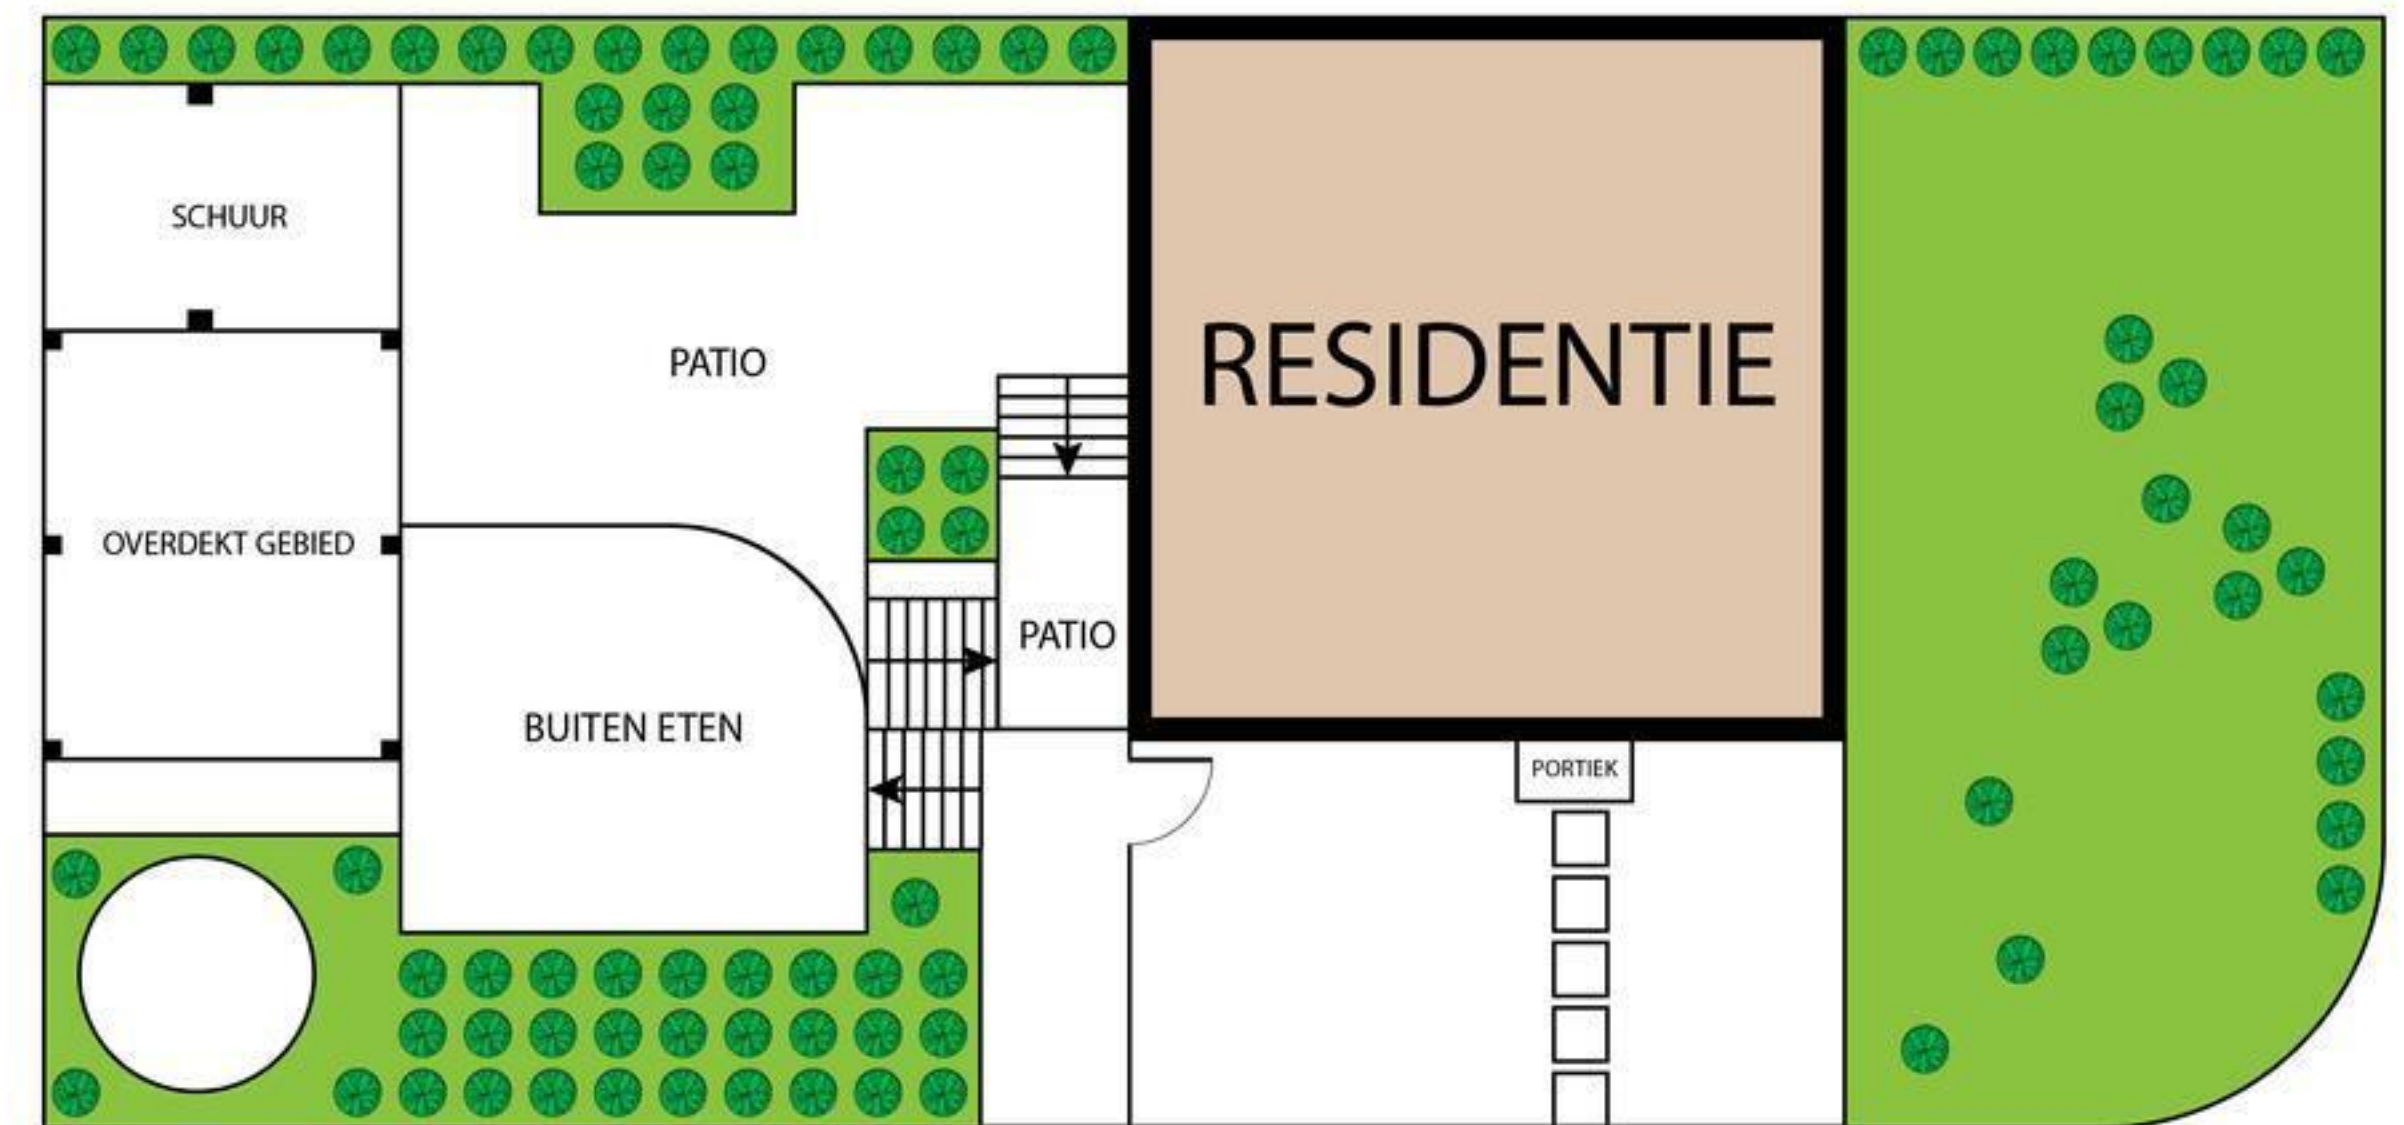 SCHUUR
PATIO
RESIDENTIE
OVERDEKT GEBIED
PATIO
BUITEN ETEN
PORTIEK